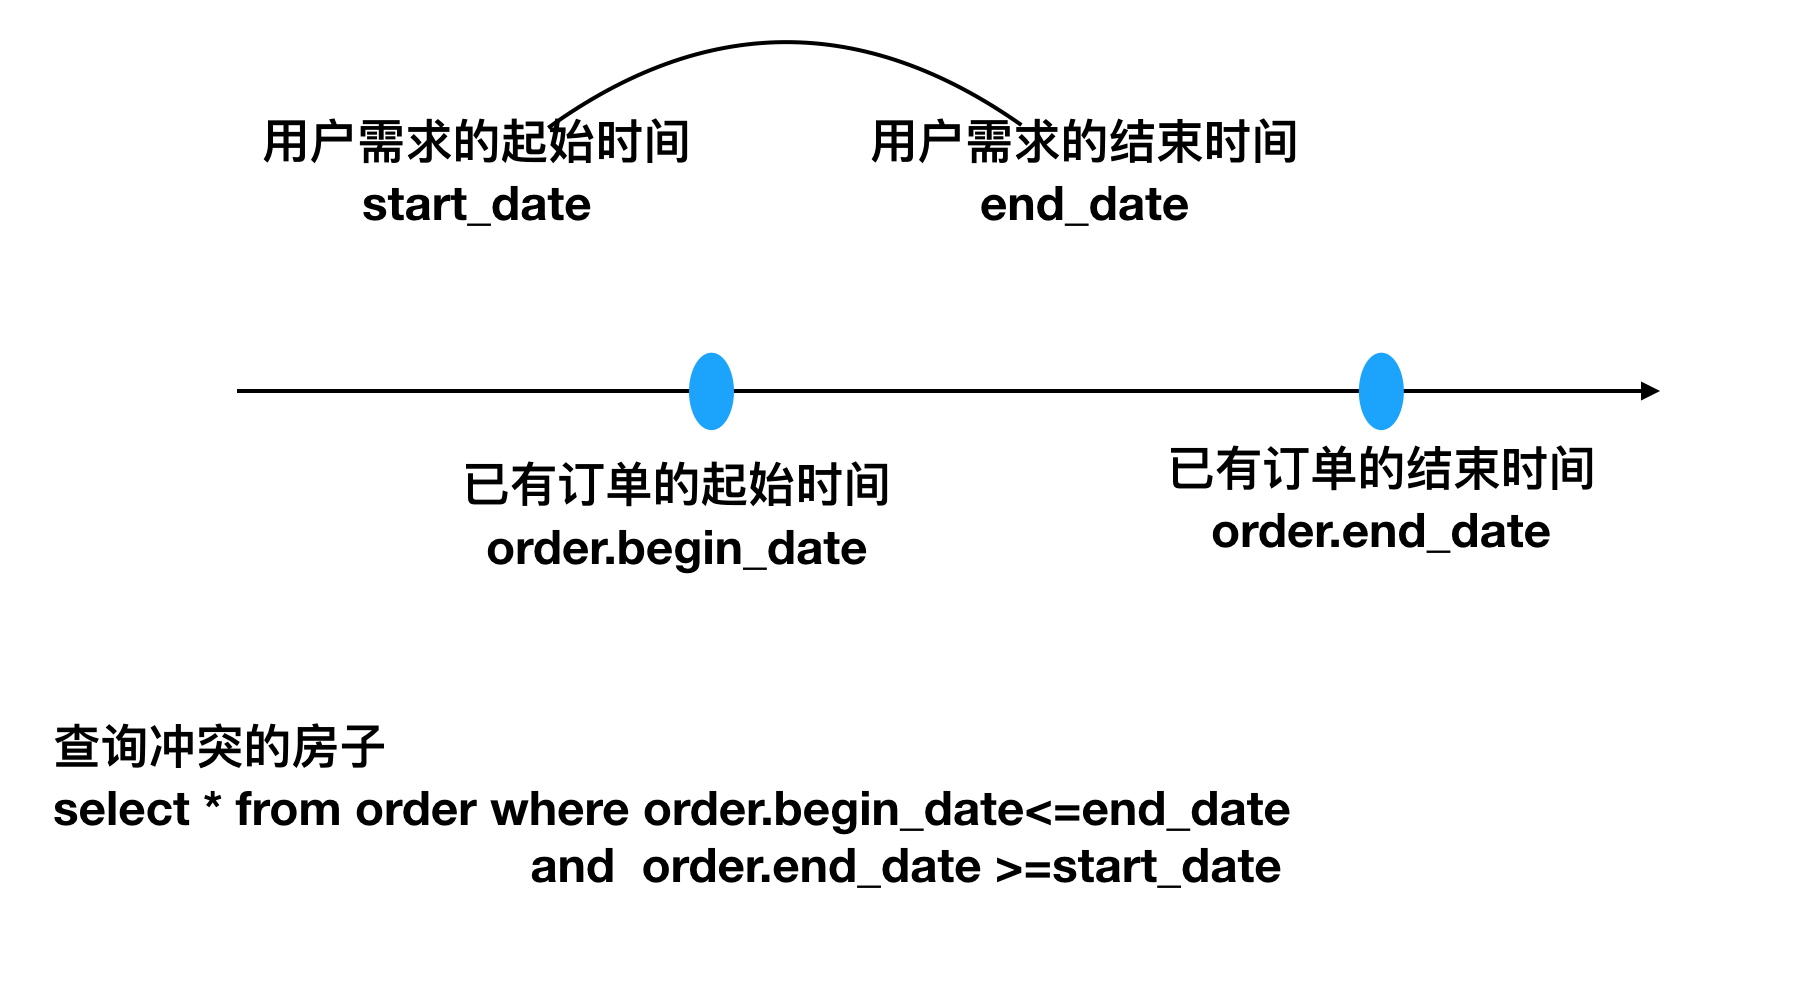 用户需求的起始时间
start_date
用户需求的结束时间
end_date
已有订单的起始时间
order.begin_date
已有订单的结束时间
order.end_date
查询冲突的房子
select * from order where order.begin_date<=end_date
and order.end_date >=start_date